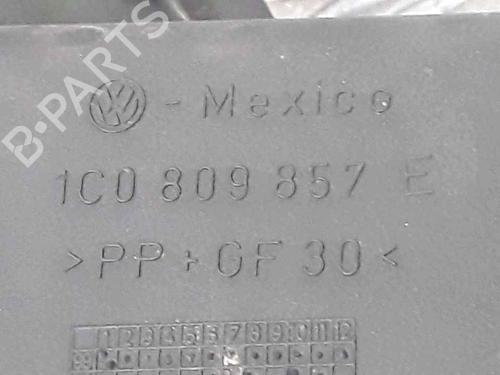 B-PARTS
VW - Mexico
1C0 809 857 E
>PP+GF 30<
1 2 3 4 5 6 7 8 9 10 11 12